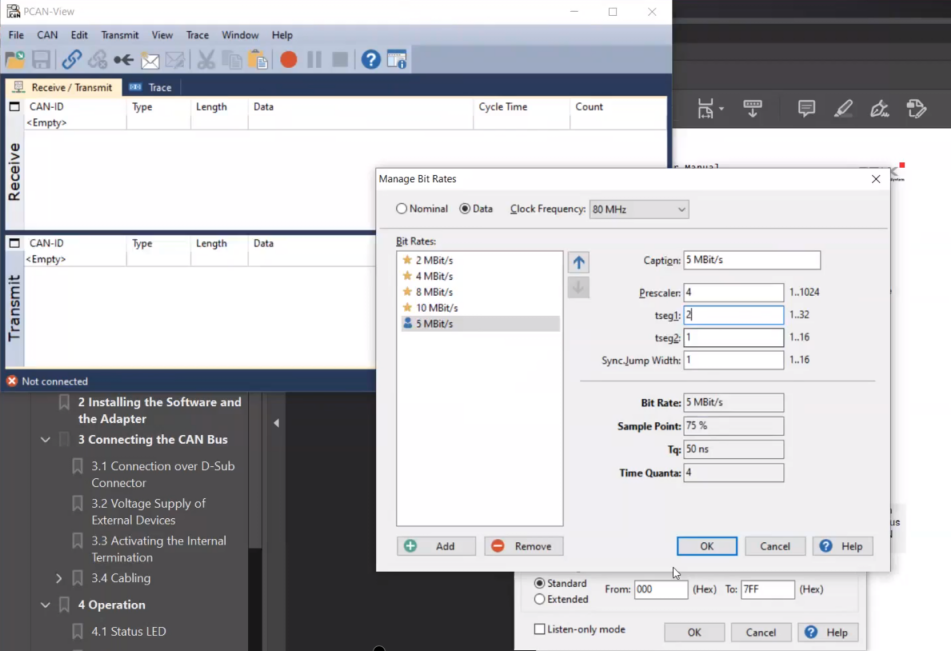 PCAN-View
File CAN Edit Transmit View Trace Window Help
Receive / Transmit Trace
CAN-ID Type Length Data Cycle Time Count
<Empty>
Receive
CAN-ID Type Length Data
<Empty>
Transmit
Not connected
Manual
Manage Bit Rates
Nominal Data Clock Frequency: 80 MHz
Bit Rates:
2 MBit/s
4 MBit/s
8 MBit/s
10 MBit/s
5 MBit/s
Caption: 5 MBit/s
Prescaler: 4 1..1024
tseg1: 2 1..32
tseg2: 1 1..16
Sync.Jump Width: 1 1..16
Bit Rate: 5 MBit/s
Sample Point: 75 %
Tq: 50 ns
Time Quanta: 4
Add Remove OK Cancel Help
2 Installing the Software and
the Adapter
3 Connecting the CAN Bus
3.1 Connection over D-Sub
Connector
3.2 Voltage Supply of
External Devices
3.3 Activating the Internal
Termination
3.4 Cabling
4 Operation
4.1 Status LED
Standard From: 000 (Hex) To: 7FF (Hex)
Extended
Listen-only mode OK Cancel Help